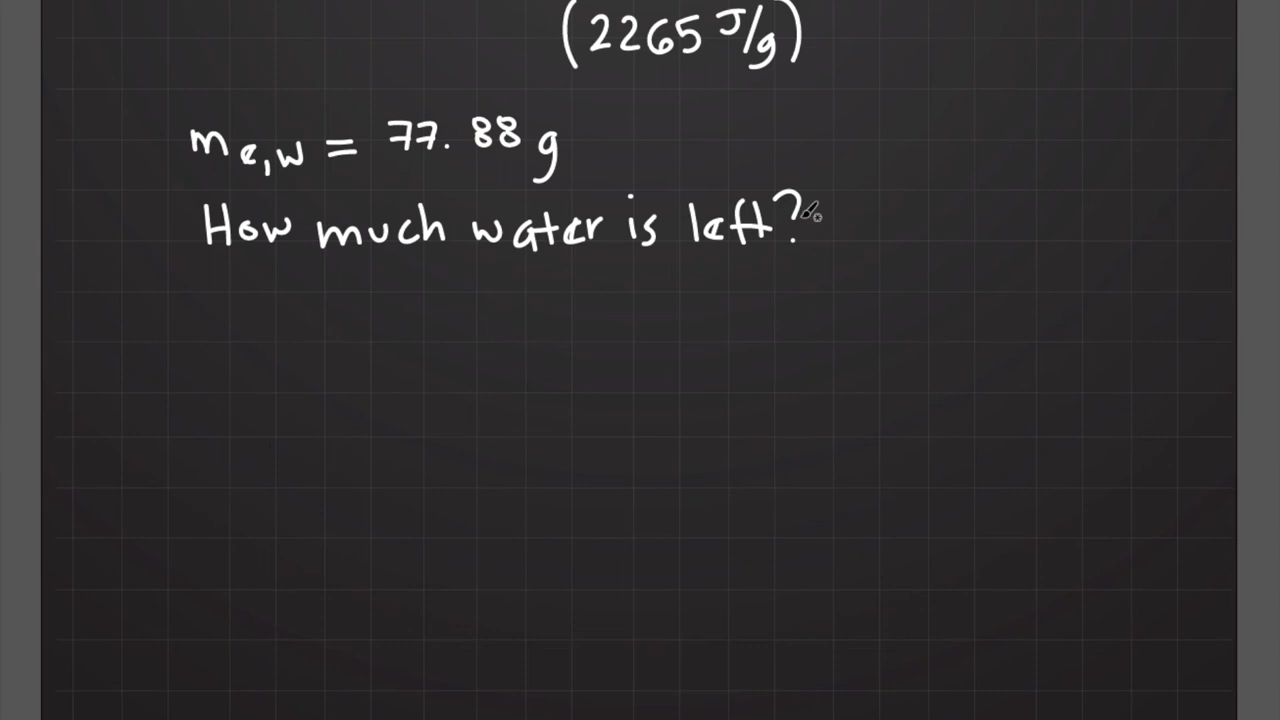 (2265 J/g)
m e,w = 77.88 g
How much water is left?